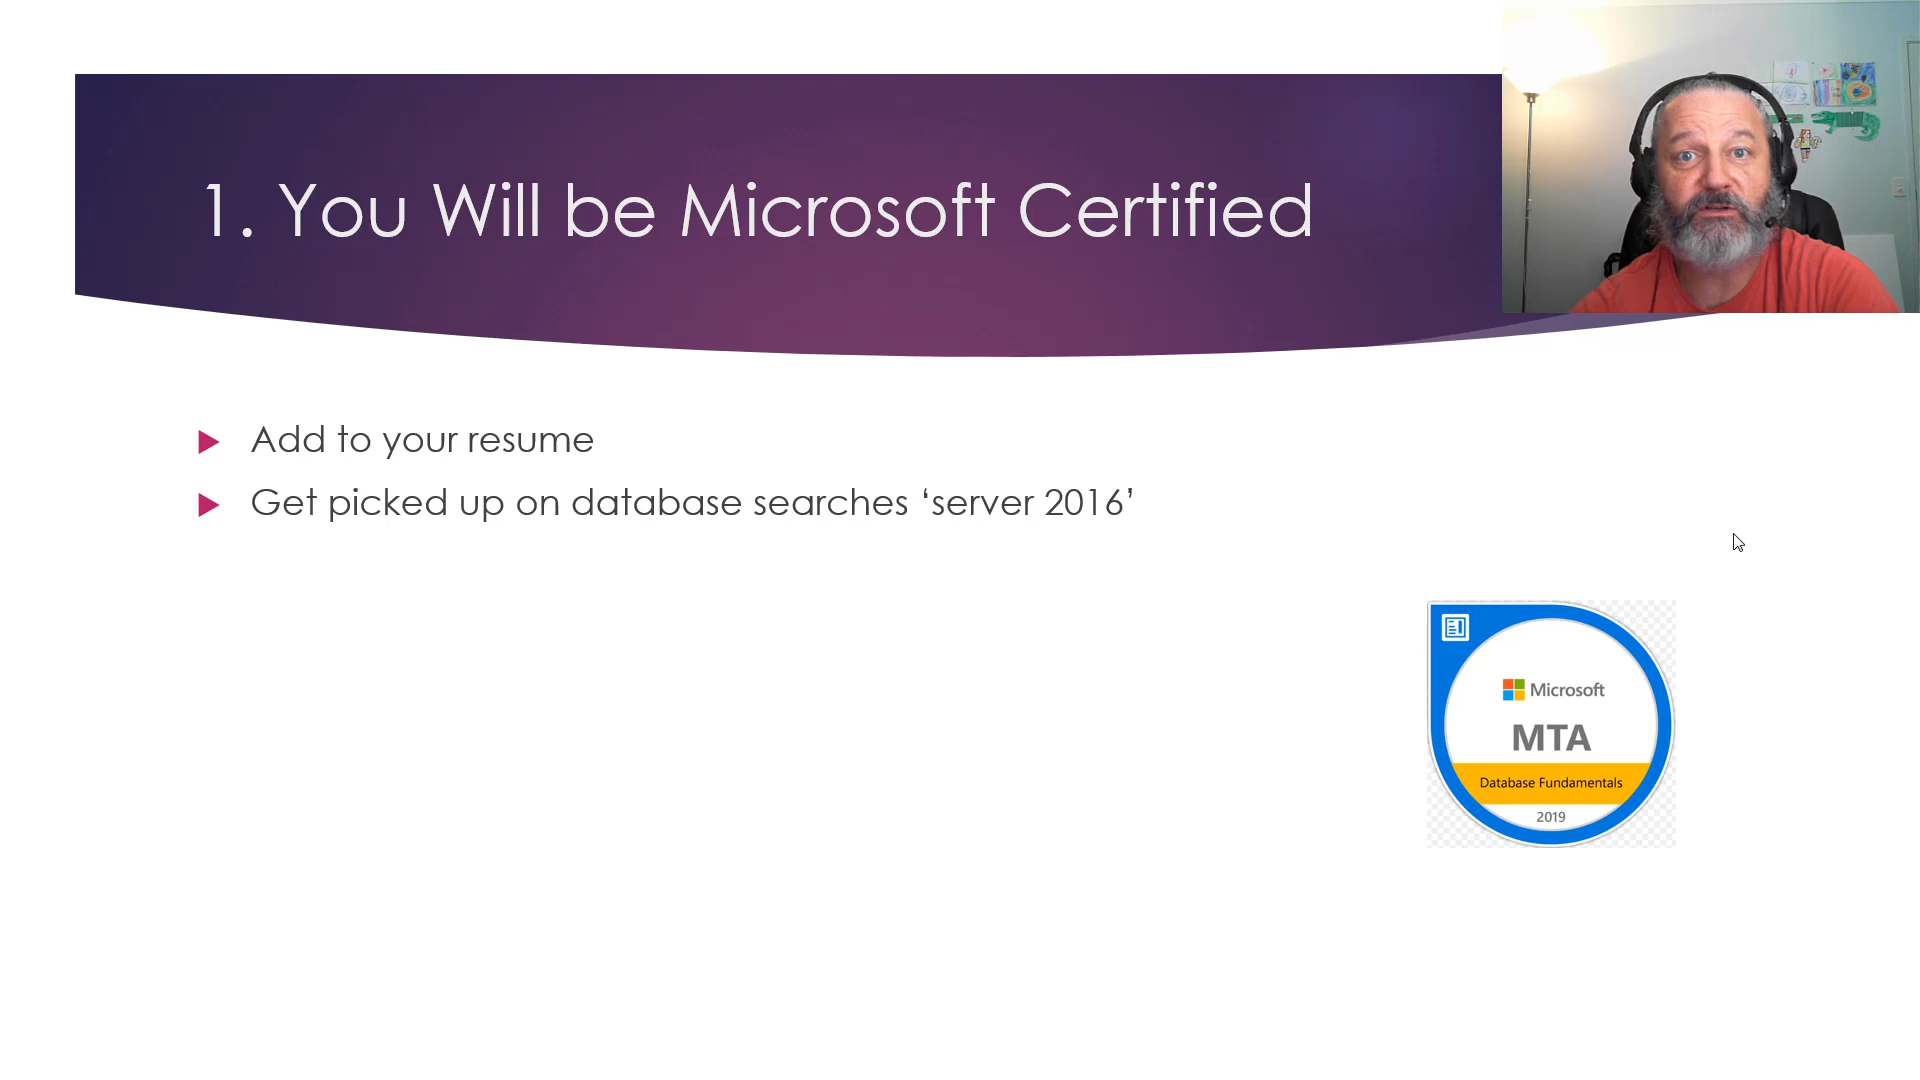 1. You Will be Microsoft Certified
Add to your resume
Get picked up on database searches ‘server 2016’
Microsoft
MTA
Database Fundamentals
2019